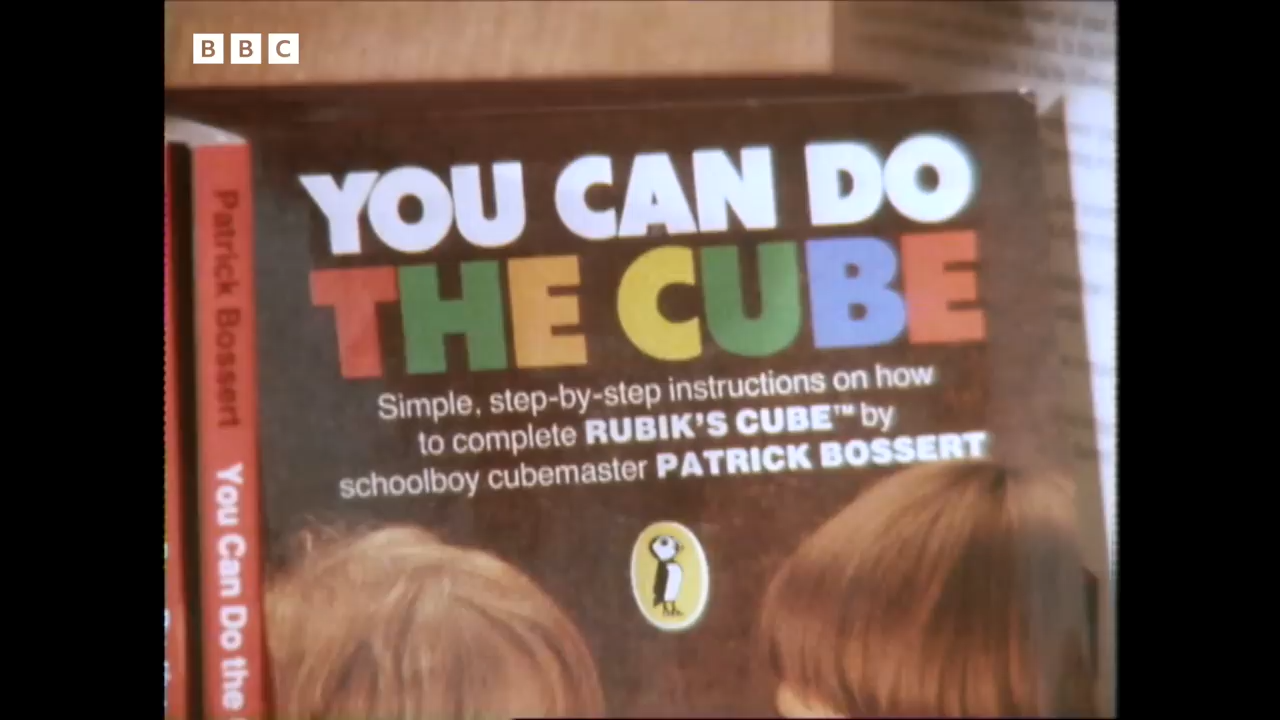 BBC
YOU CAN DO
THE CUBE
Simple, step-by-step instructions on how
to complete RUBIK'S CUBE™ by
schoolboy cubemaster PATRICK BOSSERT
Patrick Bossert You Can Do the